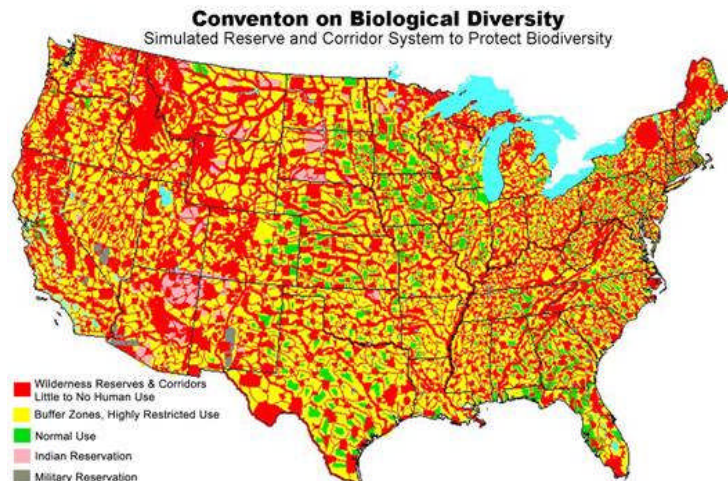 Conventon on Biological Diversity
Simulated Reserve and Corridor System to Protect Biodiversity
Wilderness Reserves & Corridors
Little to No Human Use
Buffer Zones, Highly Restricted Use
Normal Use
Indian Reservation
Military Reservation